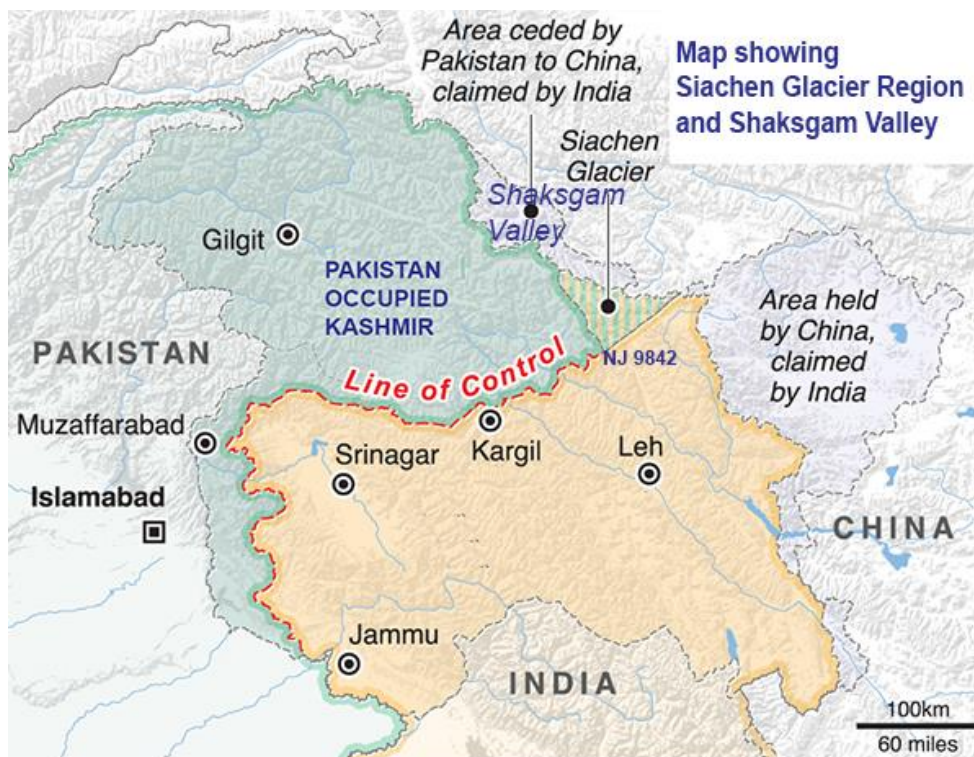 Area ceded by
Pakistan to China,
claimed by India
Map showing
Siachen Glacier Region
and Shaksgam Valley
Siachen
Glacier
Shaksgam
Valley
Gilgit
PAKISTAN
OCCUPIED
KASHMIR
Area held
by China,
claimed
by India
PAKISTAN
Line of Control
NJ 9842
Muzaffarabad
Srinagar
Kargil
Leh
Islamabad
CHINA
Jammu
INDIA
100km
60 miles